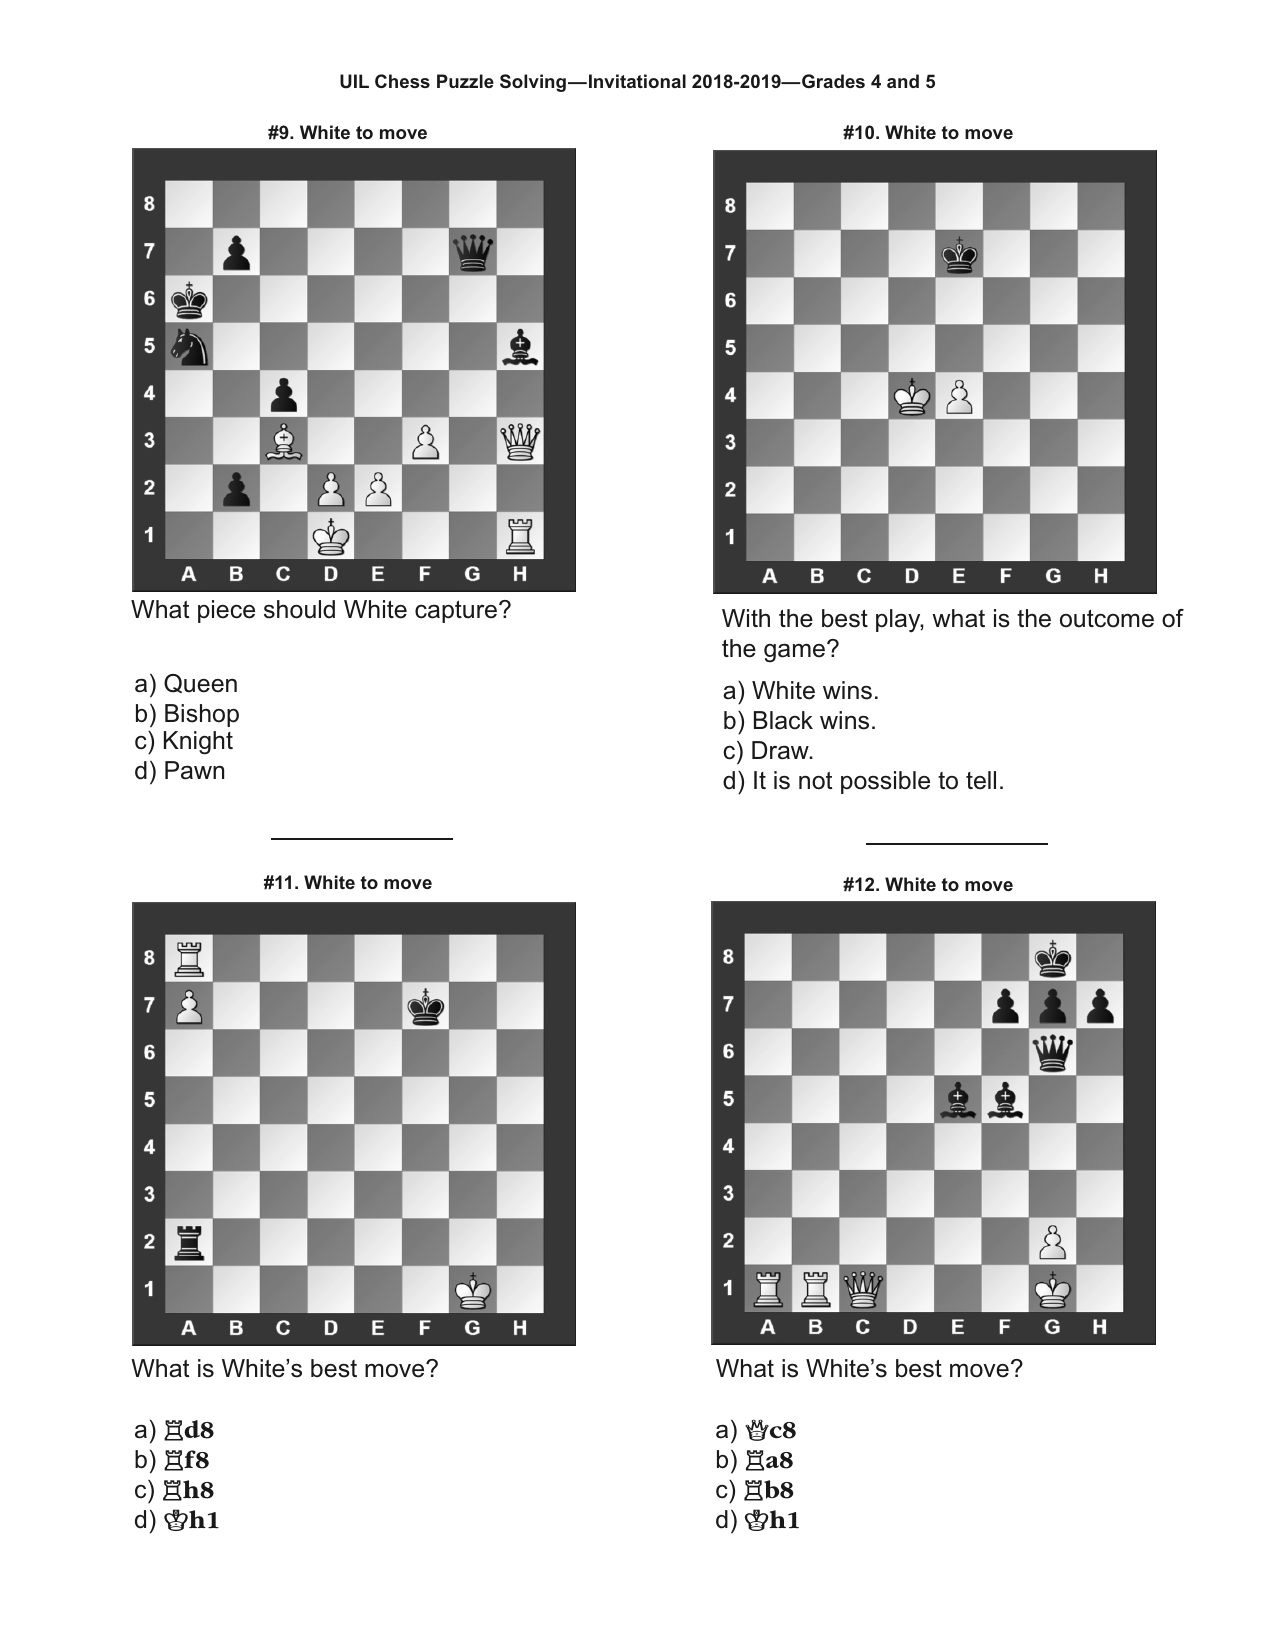 UIL Chess Puzzle Solving—Invitational 2018-2019—Grades 4 and 5
#9. White to move
8
7
6
5
4
3
2
1
A B C D E F G H
What piece should White capture?
a) Queen
b) Bishop
c) Knight
d) Pawn
#10. White to move
8
7
6
5
4
3
2
1
A B C D E F G H
With the best play, what is the outcome of
the game?
a) White wins.
b) Black wins.
c) Draw.
d) It is not possible to tell.
#11. White to move
8
7
6
5
4
3
2
1
A B C D E F G H
What is White’s best move?
a) ♖d8
b) ♖f8
c) ♖h8
d) ♔h1
#12. White to move
8
7
6
5
4
3
2
1
A B C D E F G H
What is White’s best move?
a) ♕c8
b) ♖a8
c) ♖b8
d) ♔h1